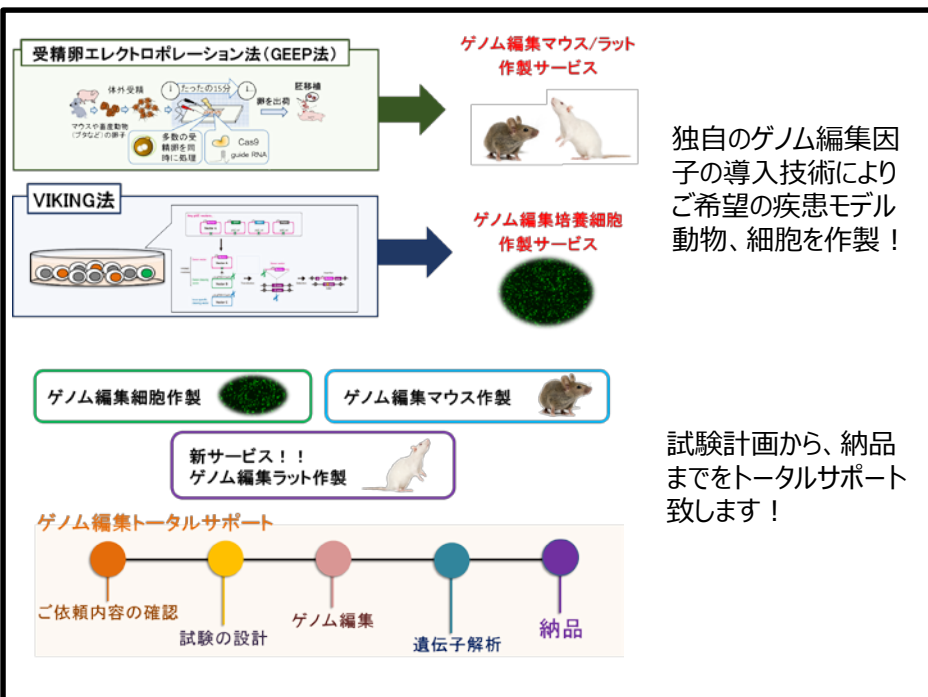 受精卵エレクトロポレーション法（GEEP法）
体外受精
たったの15分
卵を出荷
胚移植
マウスや畜産動物
（ブタなど）の卵子
多数の受
精卵を同
時に処理
Cas9
guide RNA
ゲノム編集マウス/ラット
作製サービス
独自のゲノム編集因
子の導入技術により
ご希望の疾患モデル
動物、細胞を作製！
VIKING法
ゲノム編集培養細胞
作製サービス
ゲノム編集細胞作製
ゲノム編集マウス作製
新サービス！！
ゲノム編集ラット作製
試験計画から、納品
までをトータルサポート
致します！
ゲノム編集トータルサポート
ご依頼内容の確認
試験の設計
ゲノム編集
遺伝子解析
納品